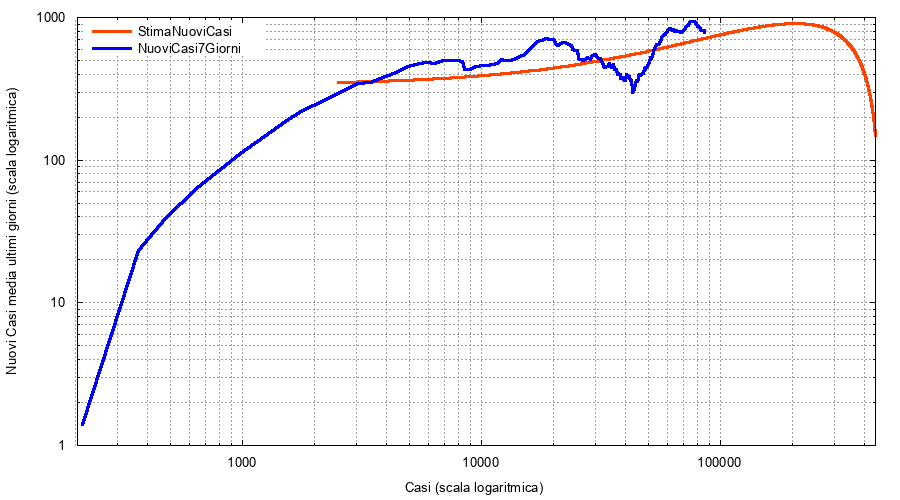 1000
StimaNuoviCasi
NuoviCasi7Giorni
100
10
1
Nuovi Casi media ultimi giorni (scala logaritmica)
1000
10000
100000
Casi (scala logaritmica)